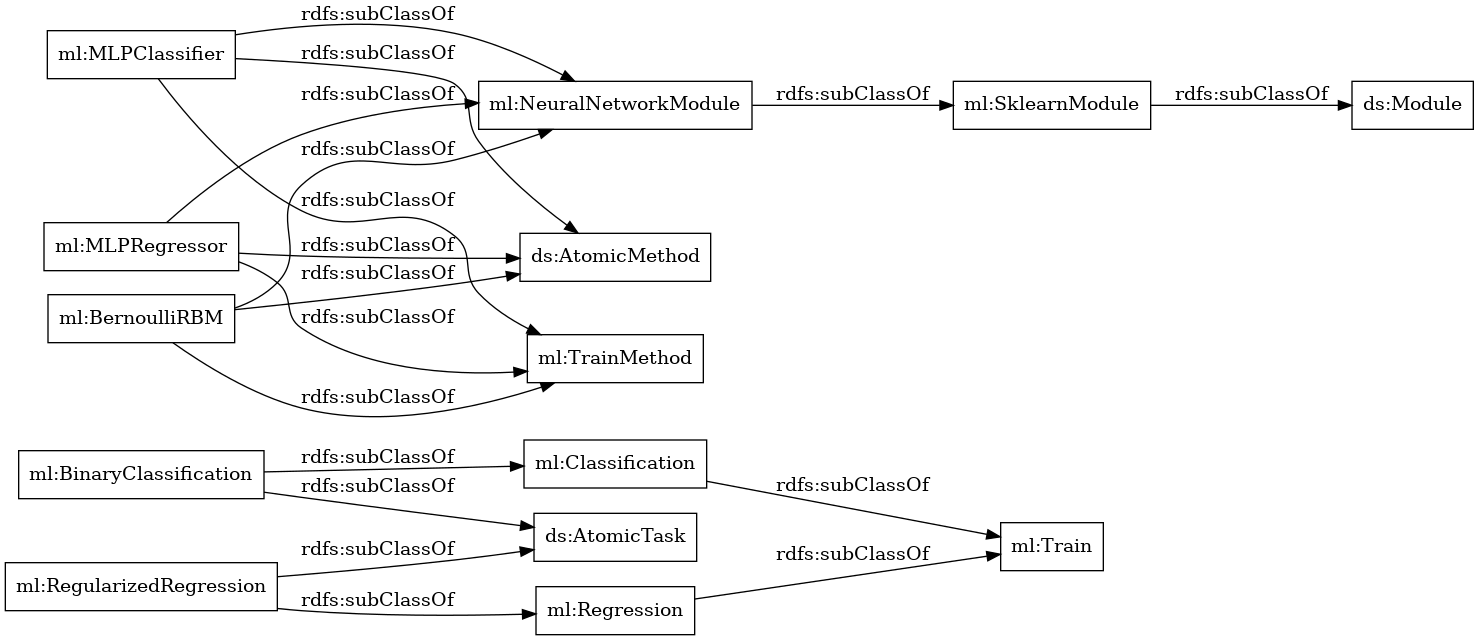 rdfs:subClassOf
ml:MLPClassifier
rdfs:subClassOf
rdfs:subClassOf
ml:NeuralNetworkModule
rdfs:subClassOf
ml:SklearnModule
rdfs:subClassOf
ds:Module
rdfs:subClassOf
rdfs:subClassOf
ml:MLPRegressor
rdfs:subClassOf
ds:AtomicMethod
rdfs:subClassOf
ml:BernoulliRBM
rdfs:subClassOf
ml:TrainMethod
rdfs:subClassOf
ml:BinaryClassification
rdfs:subClassOf
ml:Classification
rdfs:subClassOf
rdfs:subClassOf
ds:AtomicTask
rdfs:subClassOf
ml:Train
rdfs:subClassOf
ml:RegularizedRegression
rdfs:subClassOf
ml:Regression